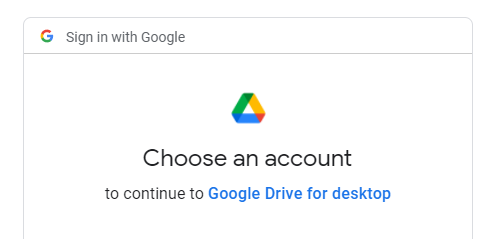 Sign in with Google
Choose an account
to continue to Google Drive for desktop